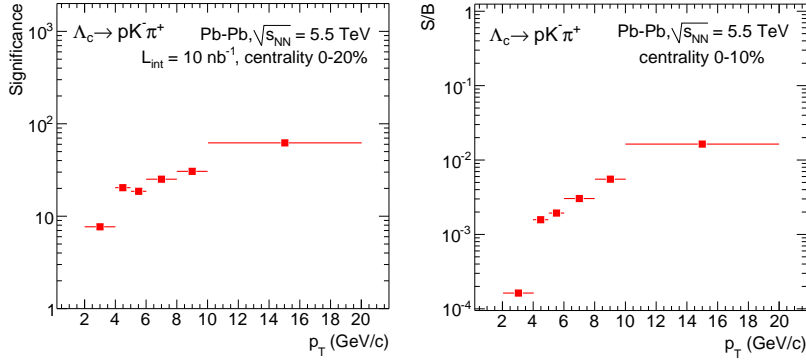 Significance
10³
10²
10
1
Λc→ pK⁻π⁺
Pb-Pb,√sNN = 5.5 TeV
Lint = 10 nb⁻¹, centrality 0-20%
2 4 6 8 10 12 14 16 18 20
pT (GeV/c)
S/B
1
10⁻¹
10⁻²
10⁻³
10⁻⁴
Λc→ pK⁻π⁺
Pb-Pb,√sNN = 5.5 TeV
centrality 0-10%
2 4 6 8 10 12 14 16 18 20
pT (GeV/c)